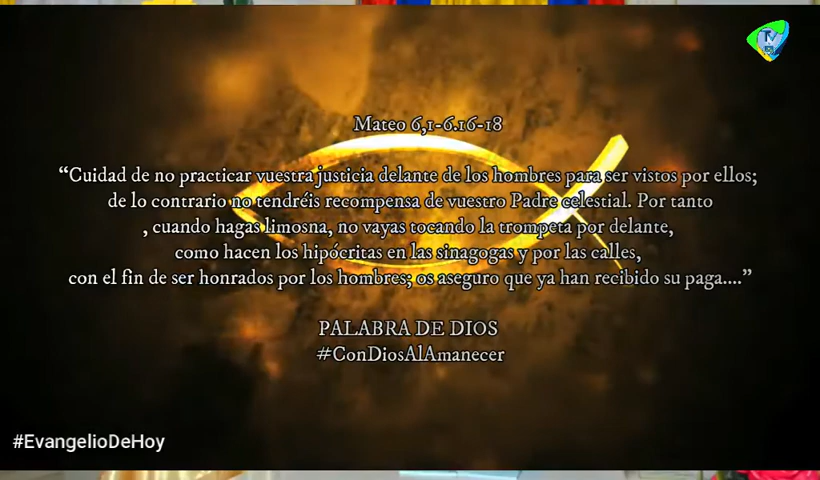 Mateo 6,1-6.16-18
“Cuidad de no practicar vuestra justicia delante de los hombres para ser vistos por ellos;
de lo contrario no tendréis recompensa de vuestro Padre celestial. Por tanto
, cuando hagas limosna, no vayas tocando la trompeta por delante,
como hacen los hipócritas en las sinagogas y por las calles,
con el fin de ser honrados por los hombres; os aseguro que ya han recibido su paga....”
PALABRA DE DIOS
#ConDiosAlAmanecer
#EvangelioDeHoy